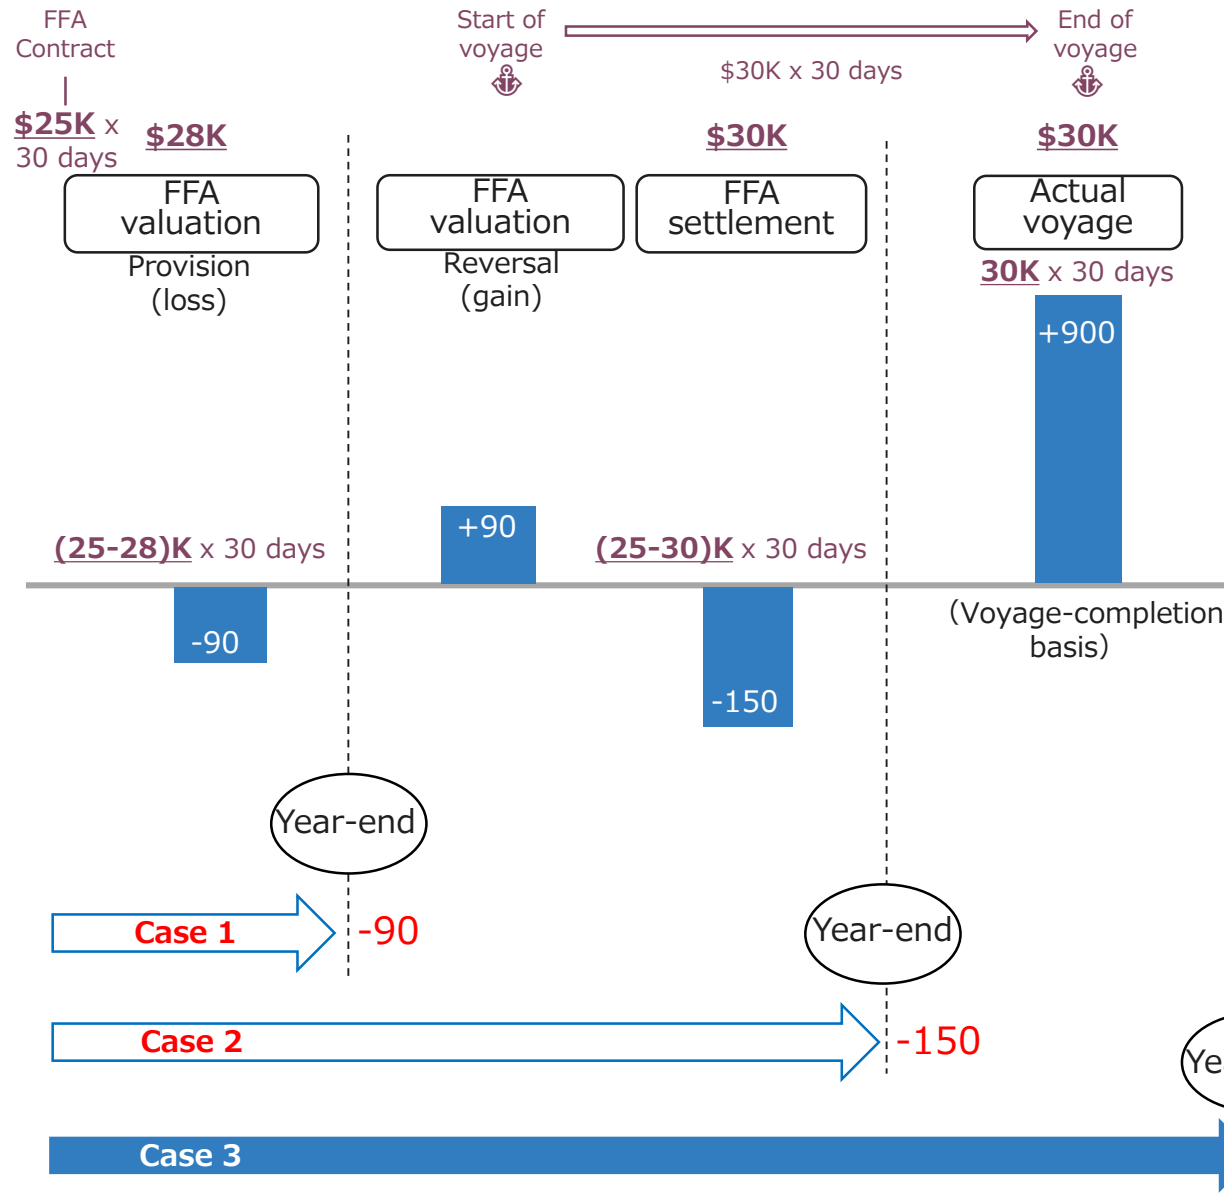 FFA
Contract
$25K x
30 days
$28K
Start of
voyage
$30K x 30 days
End of
voyage
$30K
$30K
FFA
valuation
Provision
(loss)
FFA
valuation
Reversal
(gain)
FFA
settlement
Actual
voyage
30K x 30 days
+900
(25-28)K x 30 days
+90
(25-30)K x 30 days
-90
-150
(Voyage-completion
basis)
Year-end
Case 1
-90
Year-end
Case 2
-150
Ye
Case 3